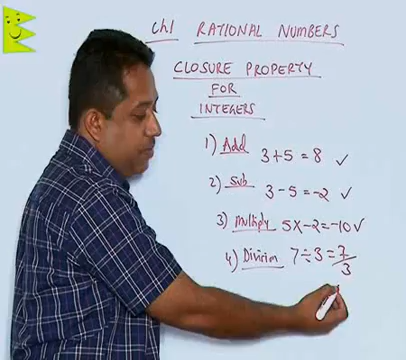 Ch1 RATIONAL NUMBERS
CLOSURE PROPERTY
FOR
INTEGERS
1) Add 3+5 = 8 ✓
2) Sub 3 - 5 = -2 ✓
3) Multiply 5 X -2 = -10 ✓
4) Division 7 ÷ 3 = 7/3